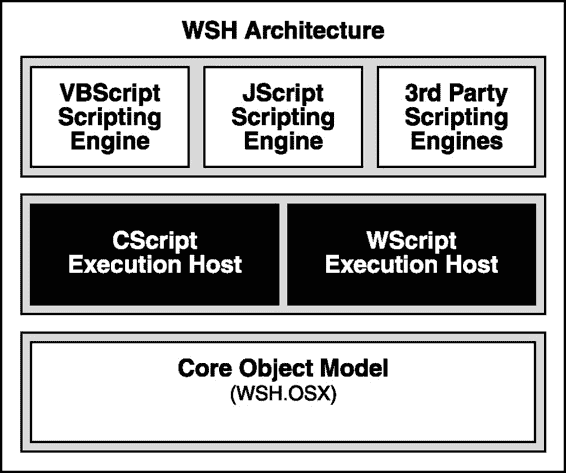 WSH Architecture
VBScript
Scripting
Engine
JScript
Scripting
Engine
3rd Party
Scripting
Engines
CScript
Execution Host
WScript
Execution Host
Core Object Model
(WSH.OSX)